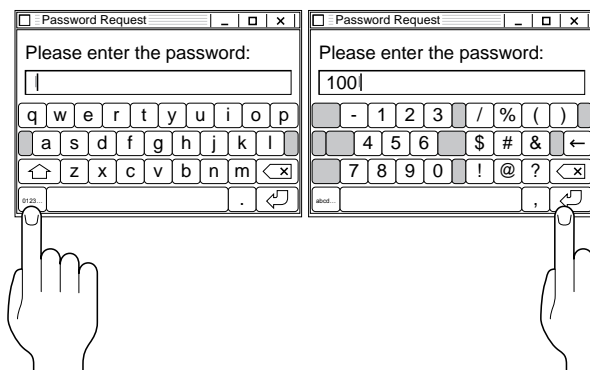 Password Request
Please enter the password:
q w e r t y u i o p
a s d f g h j k l
z x c v b n m
0123... .
Password Request
Please enter the password:
100
- 1 2 3 / % ( )
4 5 6 $ # & ←
7 8 9 0 ! @ ?
abcd... ,